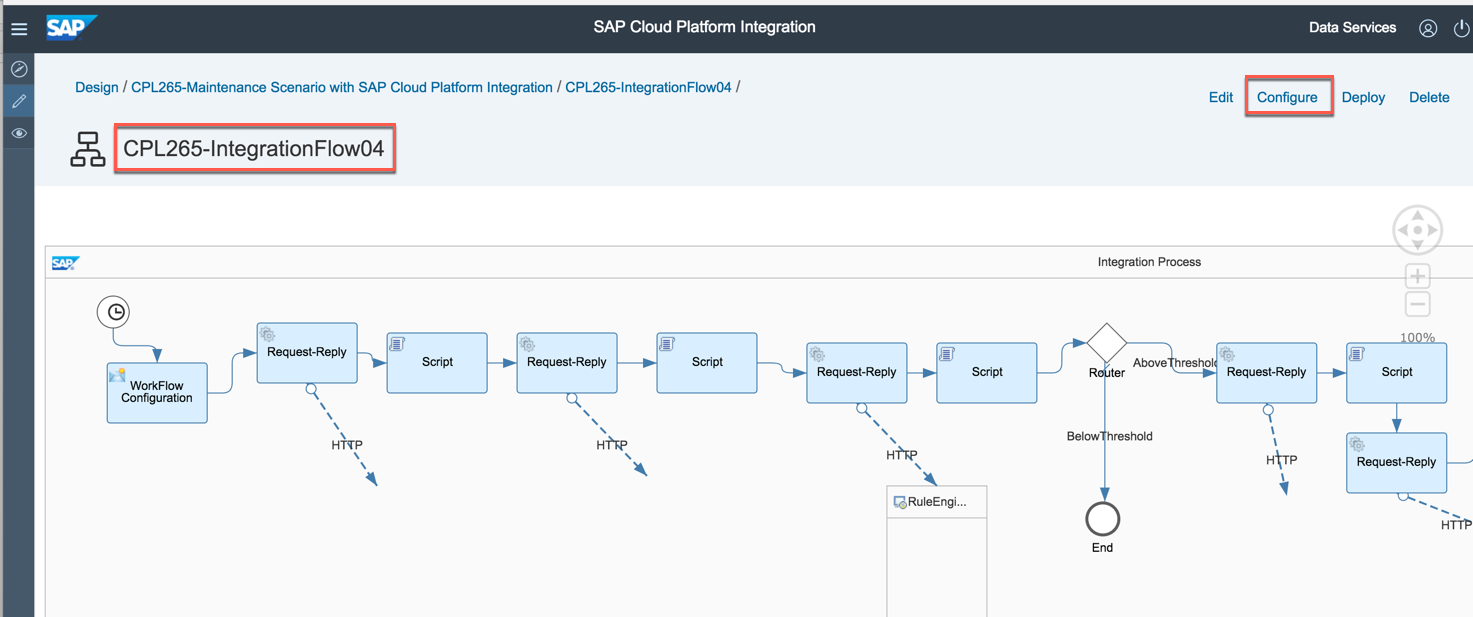 SAP
SAP Cloud Platform Integration
Data Services
Design / CPL265-Maintenance Scenario with SAP Cloud Platform Integration / CPL265-IntegrationFlow04 /
Edit
Configure
Deploy
Delete
CPL265-IntegrationFlow04
SAP
Integration Process
100%
WorkFlow
Configuration
Request-Reply
Script
Request-Reply
Script
Request-Reply
Script
Router
AboveThreshold
Request-Reply
Script
BelowThreshold
Request-Reply
HTTP
HTTP
HTTP
HTTP
HTTP
RuleEngi...
End